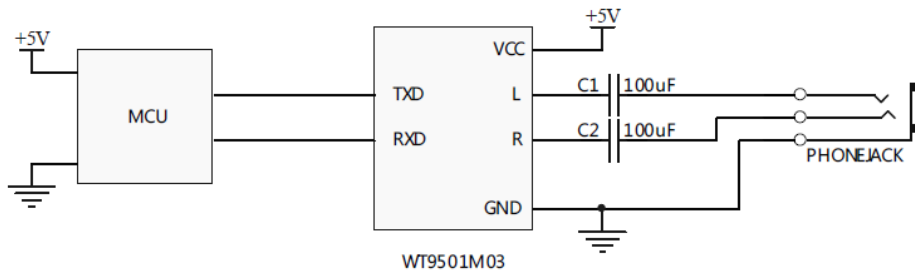 +5V
+5V
VCC
MCU
TXD
L
C1
100uF
RXD
R
C2
100uF
PHONEJACK
GND
WT9501M03